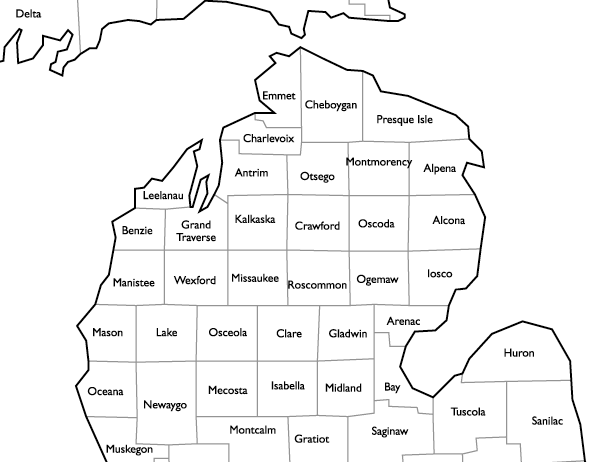 Delta
Emmet
Cheboygan
Presque Isle
Charlevoix
Montmorency
Alpena
Antrim
Otsego
Leelanau
Kalkaska
Crawford
Oscoda
Alcona
Benzie
Grand
Traverse
Manistee
Wexford
Missaukee
Roscommon
Ogemaw
Iosco
Arenac
Mason
Lake
Osceola
Clare
Gladwin
Huron
Oceana
Newaygo
Mecosta
Isabella
Midland
Bay
Tuscola
Sanilac
Muskegon
Montcalm
Gratiot
Saginaw